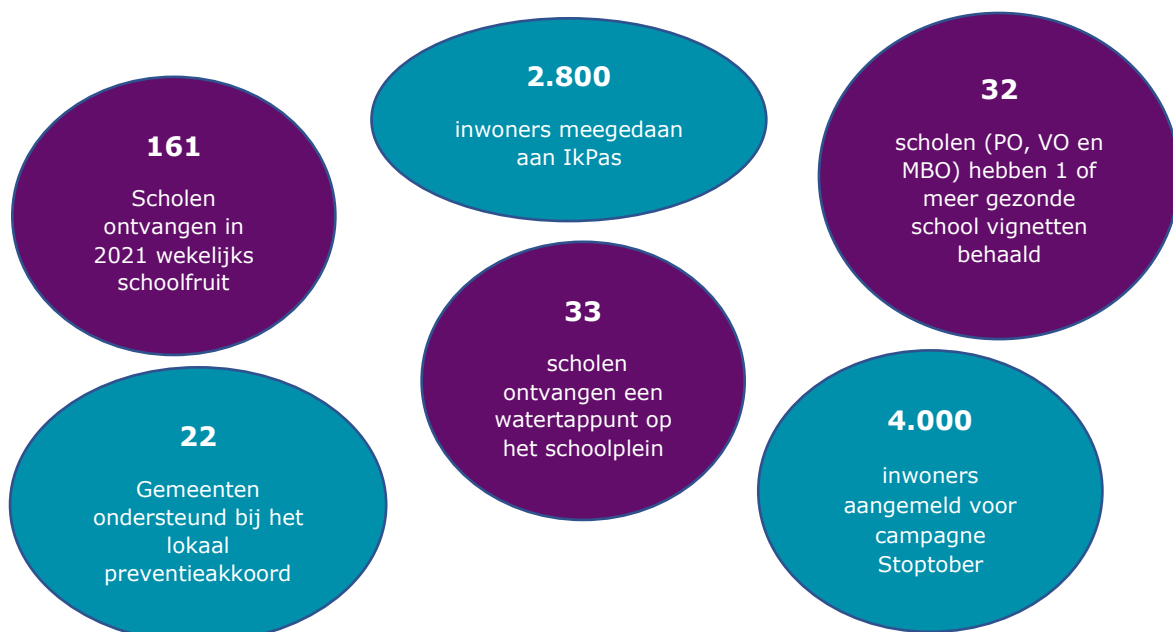 161
Scholen
ontvangen in
2021 wekelijks
schoolfruit
2.800
inwoners meegedaan
aan IkPas
32
scholen (PO, VO en
MBO) hebben 1 of
meer gezonde
school vignetten
behaald
22
Gemeenten
ondersteund bij het
lokaal
preventieakkoord
33
scholen
ontvangen een
watertappunt op
het schoolplein
4.000
inwoners
aangemeld voor
campagne
Stoptober